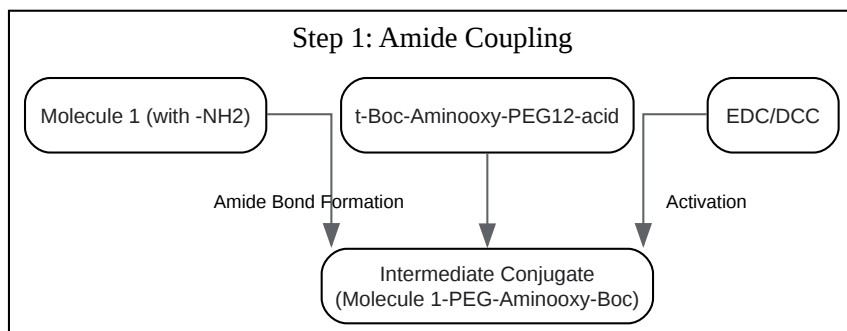 Step 1: Amide Coupling
Molecule 1 (with -NH2)
t-Boc-Aminooxy-PEG12-acid
EDC/DCC
Amide Bond Formation
Activation
Intermediate Conjugate
(Molecule 1-PEG-Aminooxy-Boc)